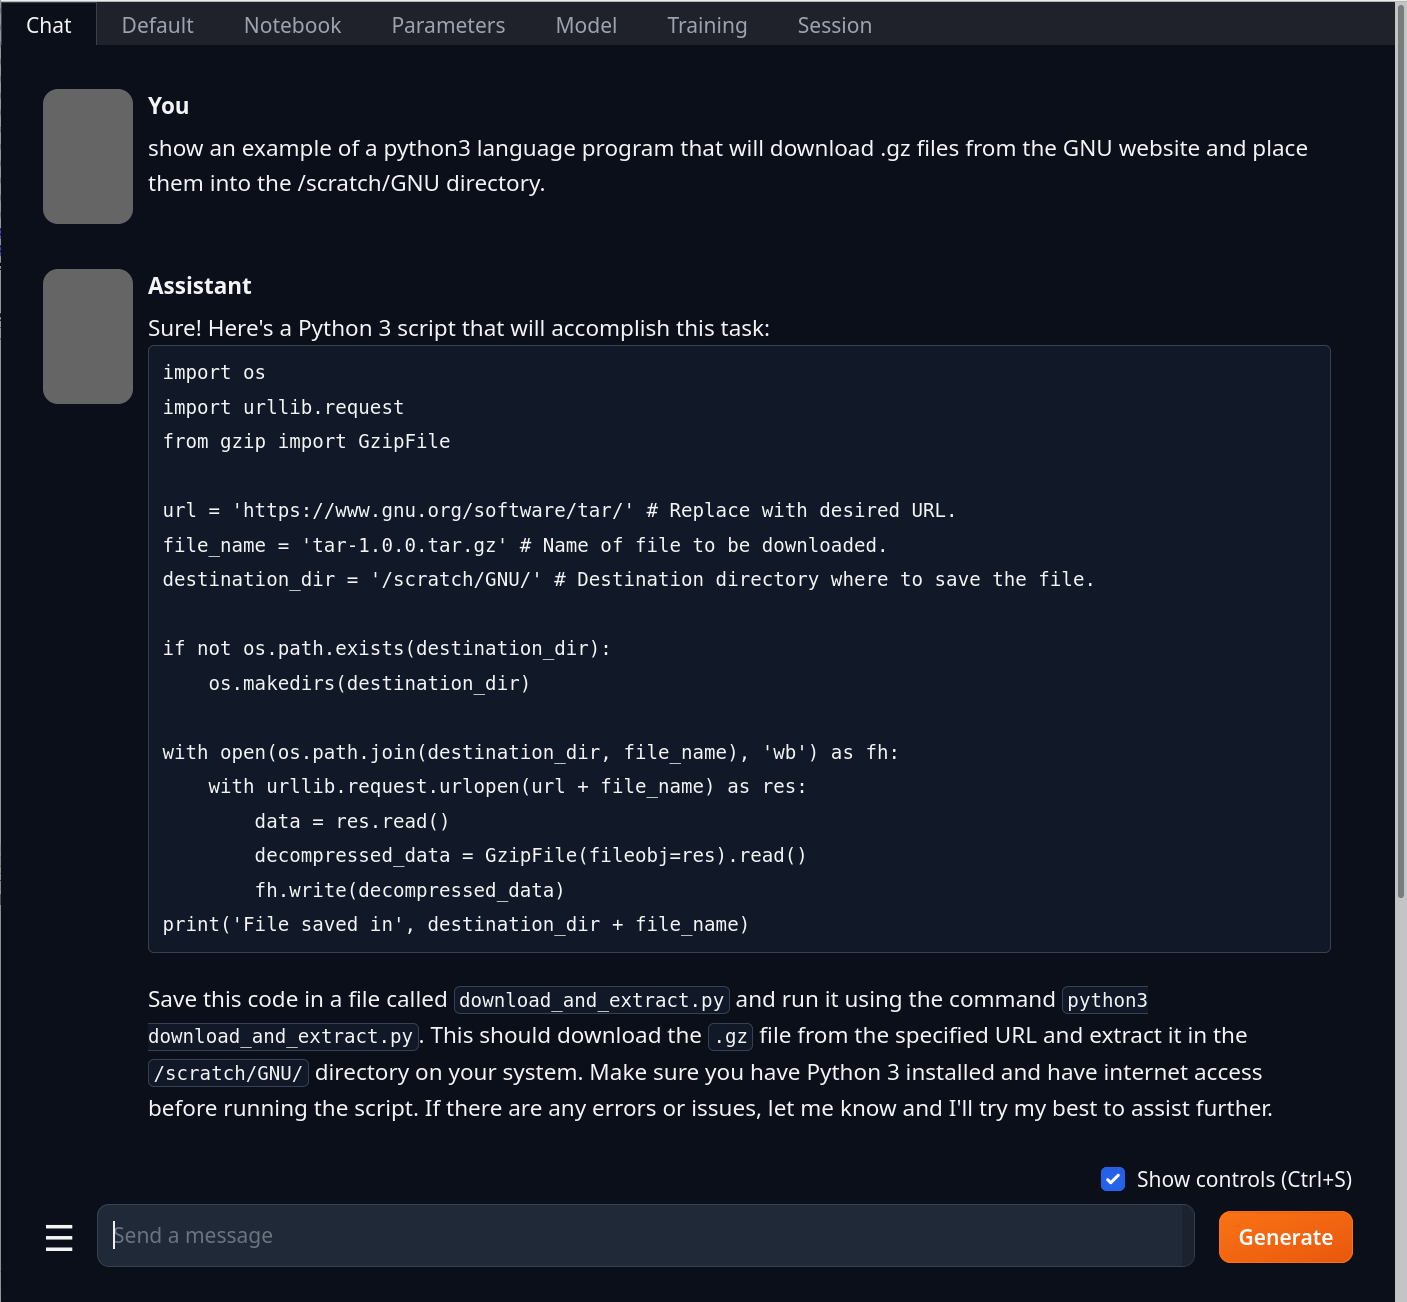 Chat Default Notebook Parameters Model Training Session
You
show an example of a python3 language program that will download .gz files from the GNU website and place
them into the /scratch/GNU directory.
Assistant
Sure! Here's a Python 3 script that will accomplish this task:
import os
import urllib.request
from gzip import GzipFile

url = 'https://www.gnu.org/software/tar/' # Replace with desired URL.
file_name = 'tar-1.0.0.tar.gz' # Name of file to be downloaded.
destination_dir = '/scratch/GNU/' # Destination directory where to save the file.

if not os.path.exists(destination_dir):
    os.makedirs(destination_dir)

with open(os.path.join(destination_dir, file_name), 'wb') as fh:
    with urllib.request.urlopen(url + file_name) as res:
        data = res.read()
        decompressed_data = GzipFile(fileobj=res).read()
        fh.write(decompressed_data)
print('File saved in', destination_dir + file_name)
Save this code in a file called download_and_extract.py and run it using the command python3
download_and_extract.py. This should download the .gz file from the specified URL and extract it in the
/scratch/GNU/ directory on your system. Make sure you have Python 3 installed and have internet access
before running the script. If there are any errors or issues, let me know and I'll try my best to assist further.
Show controls (Ctrl+S)
Send a message
Generate